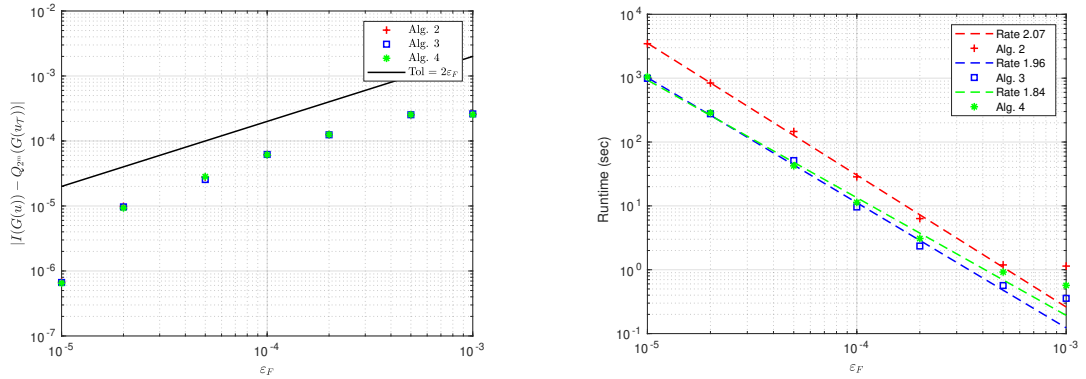 10^-2
10^-3
10^-4
10^-5
10^-6
10^-7
|I(G(u)) − Q_{2^m}(G(u_T))|
Alg. 2
Alg. 3
Alg. 4
Tol = 2ε_F
10^-5
10^-4
10^-3
ε_F
10^4
10^3
10^2
10^1
10^0
10^-1
Runtime (sec)
Rate 2.07
Alg. 2
Rate 1.96
Alg. 3
Rate 1.84
Alg. 4
10^-5
10^-4
10^-3
ε_F